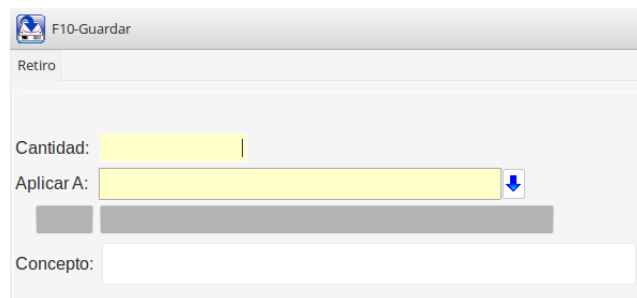 F10-Guardar
Retiro
Cantidad:
Aplicar A:
Concepto: